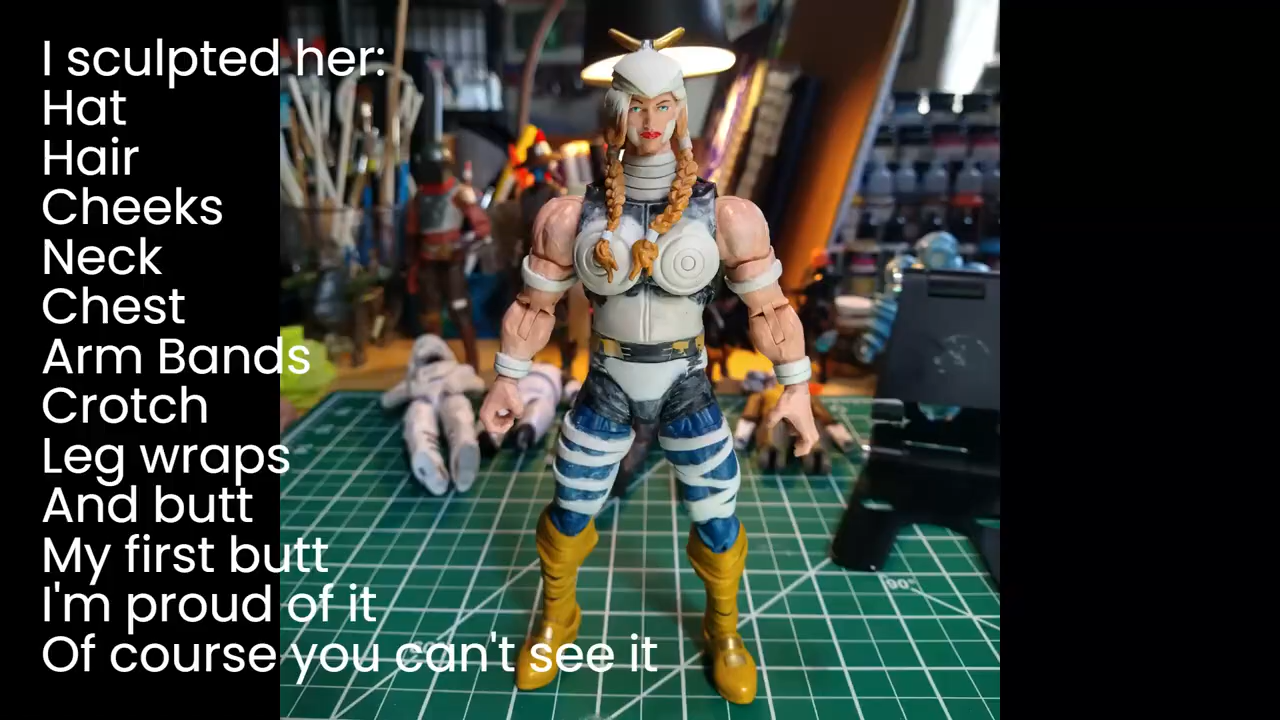 I sculpted her:
Hat
Hair
Cheeks
Neck
Chest
Arm Bands
Crotch
Leg wraps
And butt
My first butt
I'm proud of it
Of course you can't see it
90°